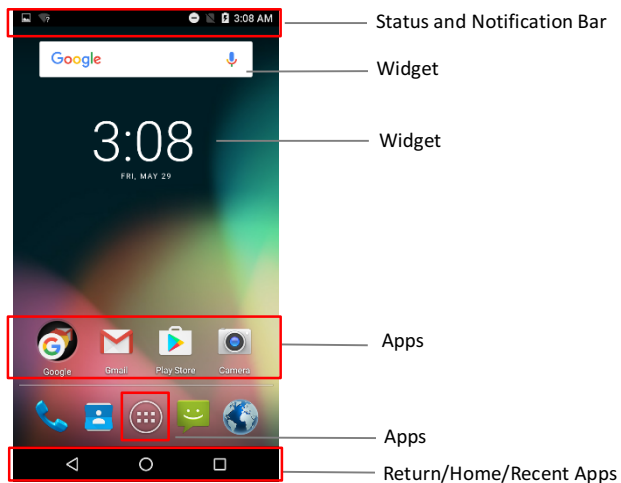 3:08 AM
Status and Notification Bar
Google
Widget
3:08
Widget
FRI, MAY 29
Apps
Google Gmail Play Store Camera
Apps
Return/Home/Recent Apps